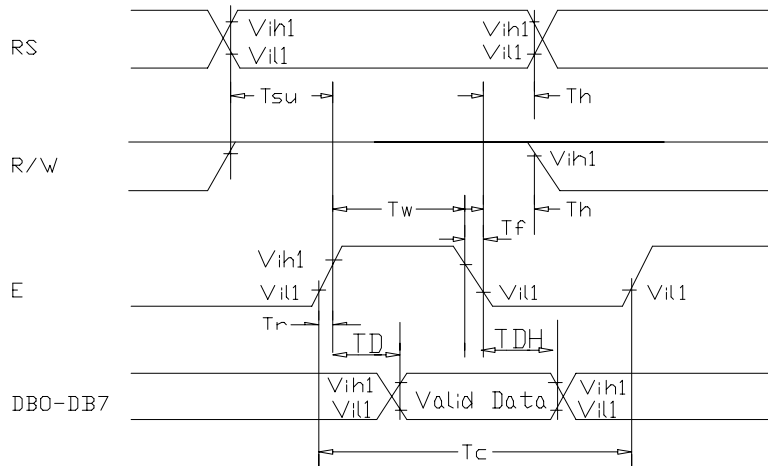 RS
Vih1
Vil1
Vih1
Vil1
Tsu
Th
R/W
Vih1
Tw
Th
Tf
E
Vih1
Vil1
Vil1
Vil1
Tr
TD
TDH
DB0-DB7
Vih1
Vil1
Valid Data
Vih1
Vil1
Tc